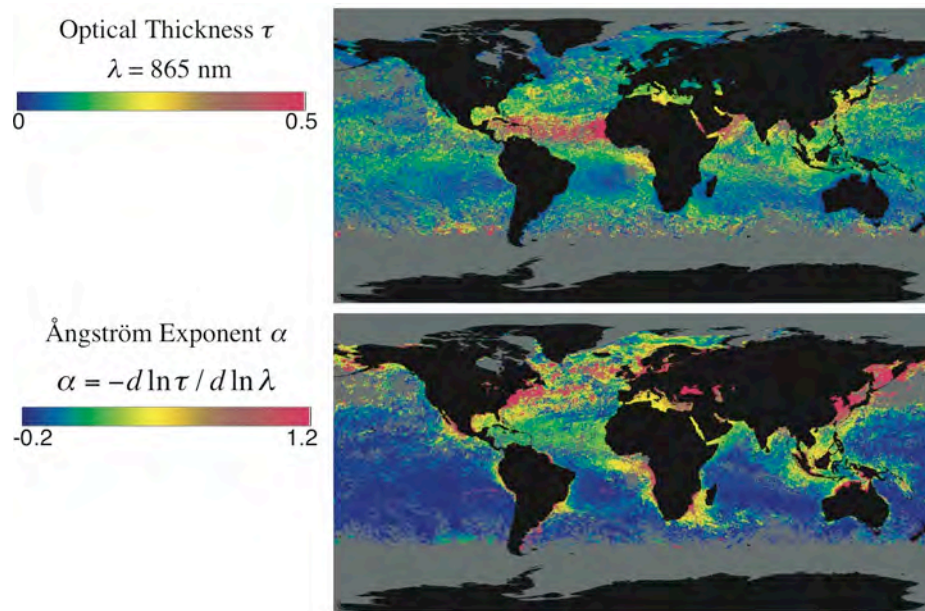 Optical Thickness τ
λ = 865 nm
0 0.5
Ångström Exponent α
α = −d ln τ / d ln λ
-0.2 1.2